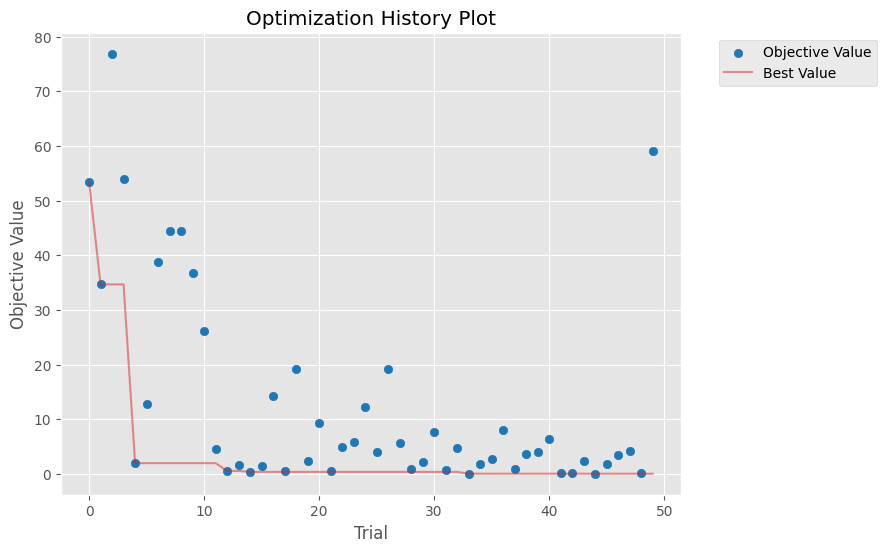 Optimization History Plot
Objective Value
Best Value
Objective Value
80
70
60
50
40
30
20
10
0
0 10 20 30 40 50
Trial